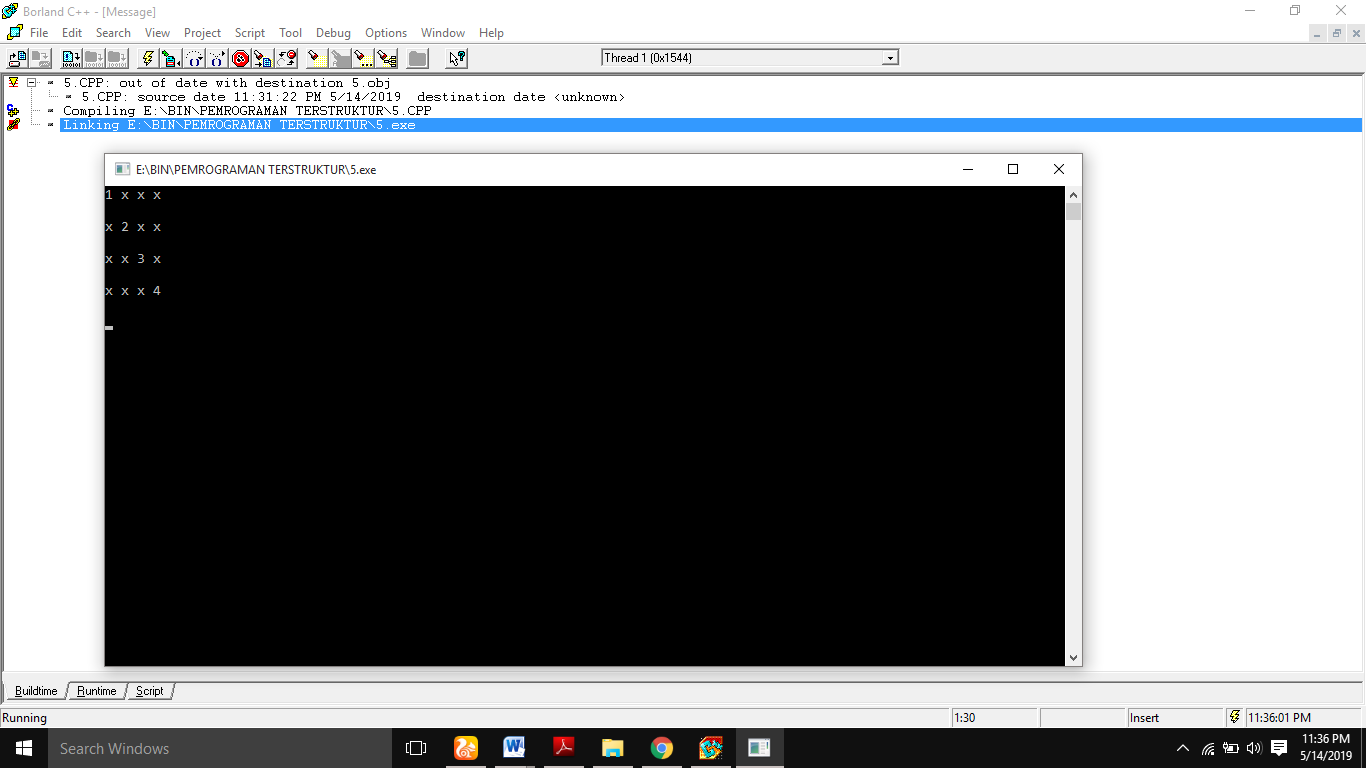 Borland C++ - [Message]
File Edit Search View Project Script Tool Debug Options Window Help
Thread 1 (0x1544)
5.CPP: out of date with destination 5.obj
5.CPP: source date 11:31:22 PM 5/14/2019 destination date <unknown>
Compiling E:\BIN\PEMROGRAMAN TERSTRUKTUR\5.CPP
Linking E:\BIN\PEMROGRAMAN TERSTRUKTUR\5.exe
E:\BIN\PEMROGRAMAN TERSTRUKTUR\5.exe
1 x x x
x 2 x x
x x 3 x
x x x 4
Buildtime Runtime Script
Running 1:30 Insert 11:36:01 PM
Search Windows
11:36 PM
5/14/2019